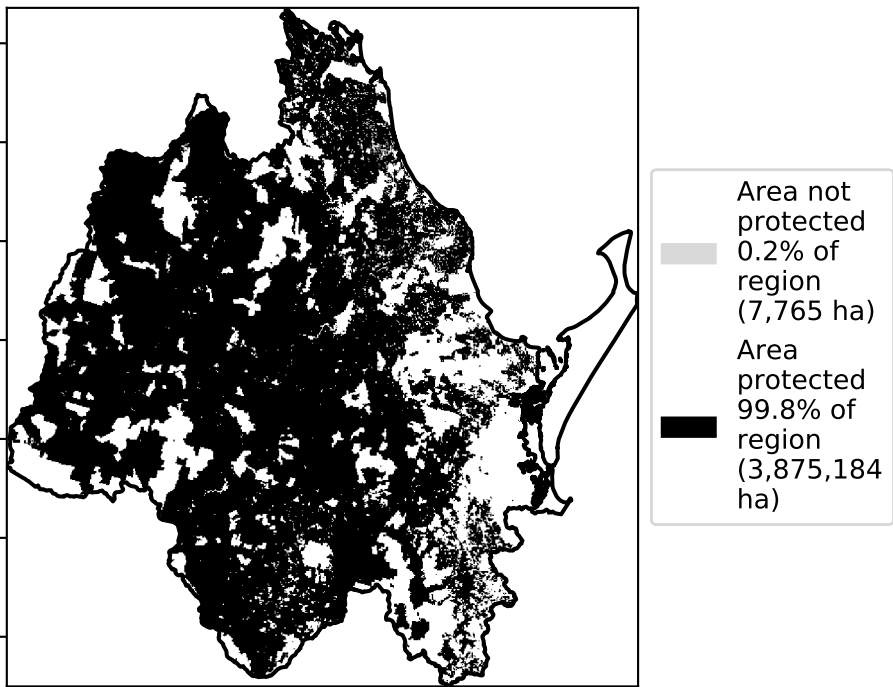 Area not
protected
0.2% of
region
(7,765 ha)
Area
protected
99.8% of
region
(3,875,184
ha)